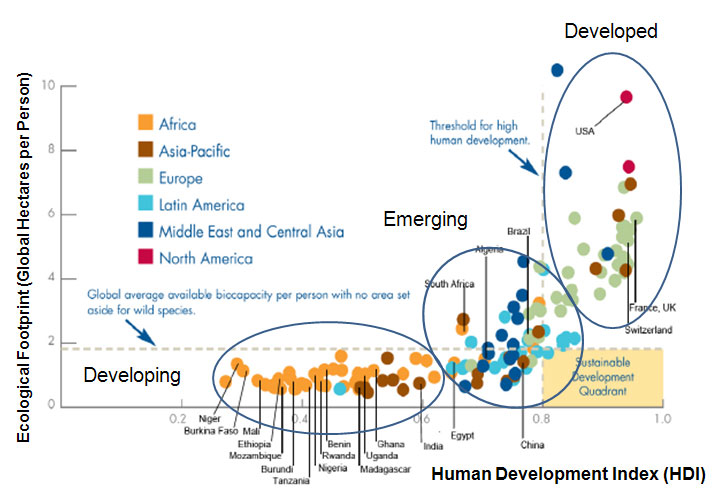 Developed
Ecological Footprint (Global Hectares per Person)
10
8
6
4
2
0
Africa
Asia-Pacific
Europe
Latin America
Middle East and Central Asia
North America
Threshold for high
human development.
USA
Emerging
Brazil
Algeria
South Africa
Global average available biocapacity per person with no area set
aside for wild species.
France, UK
Switzerland
Developing
Sustainable
Development
Quadrant
0.2
0.4
0.6
0.8
1.0
Niger
Burkina Faso
Mali
Ethiopia
Mozambique
Burundi
Tanzania
Benin
Rwanda
Nigeria
Ghana
Uganda
Madagascar
India
Egypt
China
Human Development Index (HDI)